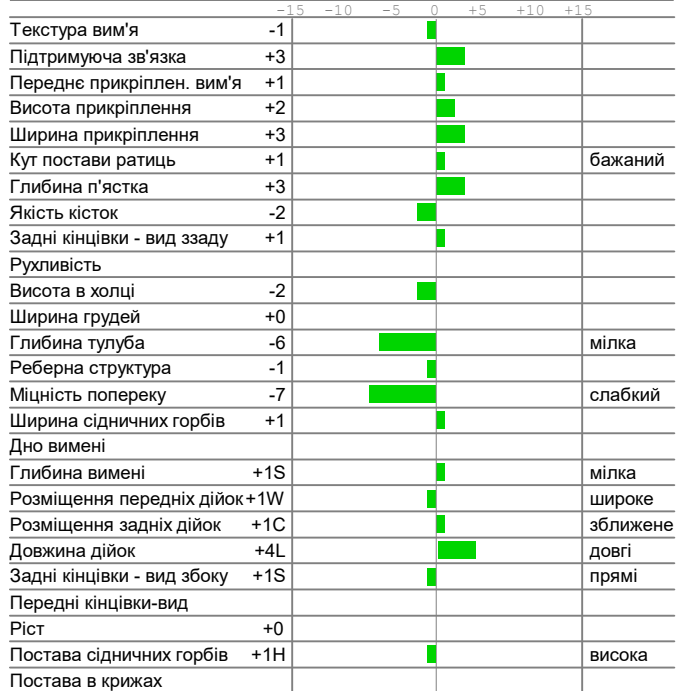 -15 -10 -5 0 +5 +10 +15
Текстура вим'я -1
Підтримуюча зв'язка +3
Переднє прикріплен. вим'я +1
Висота прикріплення +2
Ширина прикріплення +3
Кут постави ратиць +1 бажаний
Глибина п'ястка +3
Якість кісток -2
Задні кінцівки - вид ззаду +1
Рухливість
Висота в холці -2
Ширина грудей +0
Глибина тулуба -6 мілка
Реберна структура -1
Міцність попереку -7 слабкий
Ширина сідничних горбів +1
Дно вимені
Глибина вимені +1S мілка
Розміщення передніх дійок +1W широке
Розміщення задніх дійок +1C зближене
Довжина дійок +4L довгі
Задні кінцівки - вид збоку +1S прямі
Передні кінцівки-вид
Ріст +0
Постава сідничних горбів +1H висока
Постава в крижах